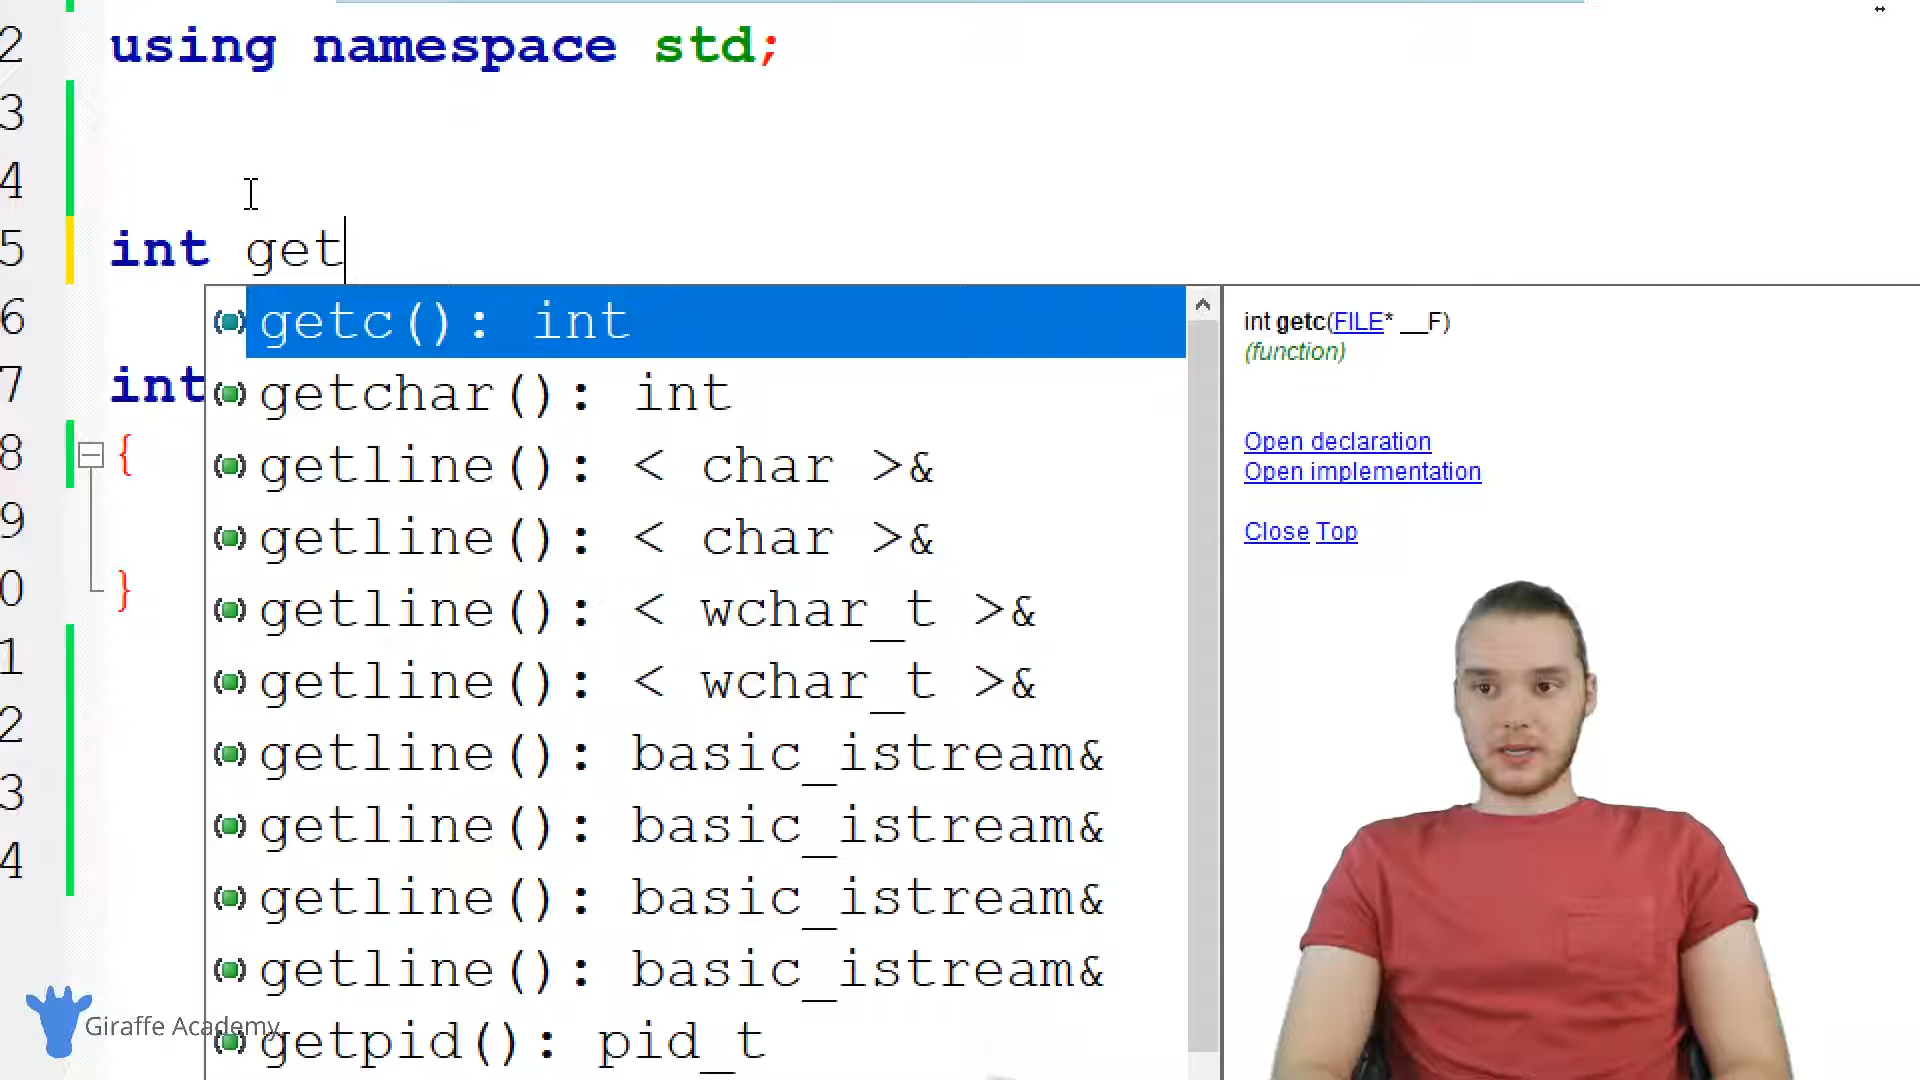 2 using namespace std;
3
4
5 int get
6
7 int
8 {
9
0 }
1
2
3
4
getc(): int
getchar(): int
getline(): < char >&
getline(): < char >&
getline(): < wchar_t >&
getline(): < wchar_t >&
getline(): basic_istream&
getline(): basic_istream&
getline(): basic_istream&
getline(): basic_istream&
getpid(): pid_t
int getc(FILE* __F)
(function)
Open declaration
Open implementation
Close Top
Giraffe Academy